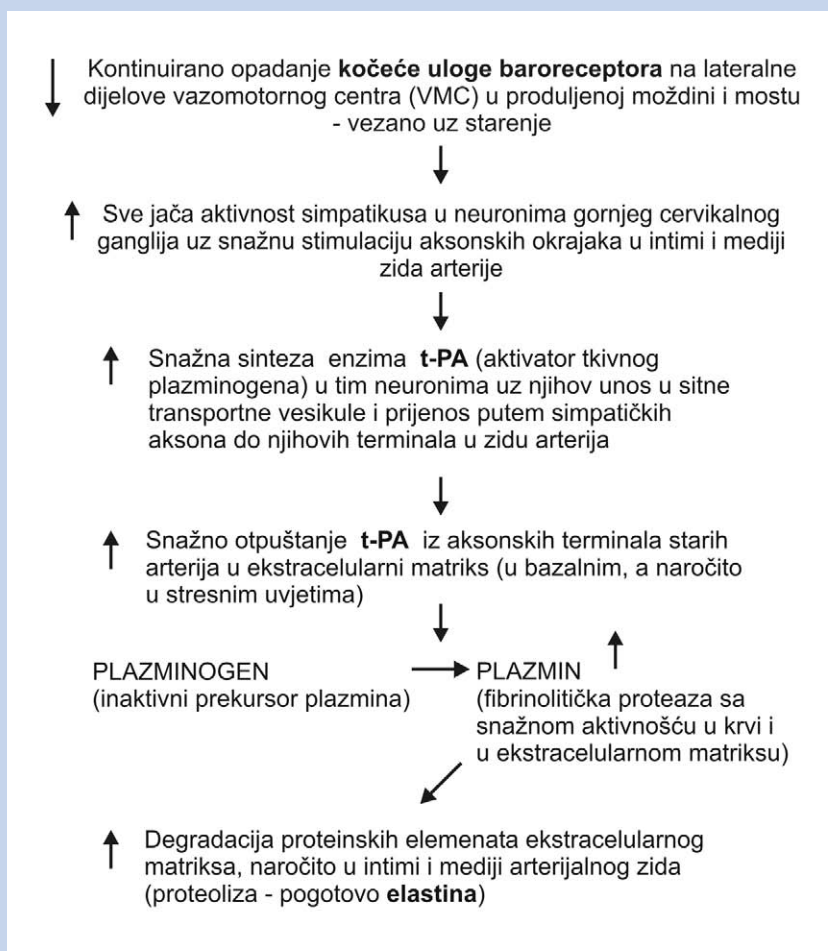 Kontinuirano opadanje kočeće uloge baroreceptora na lateralne
dijelove vazomotornog centra (VMC) u produljenoj moždini i mostu
- vezano uz starenje
Sve jača aktivnost simpatikusa u neuronima gornjeg cervikalnog
ganglija uz snažnu stimulaciju aksonskih okrajaka u intimi i mediji
zida arterije
Snažna sinteza enzima t-PA (aktivator tkivnog
plazminogena) u tim neuronima uz njihov unos u sitne
transportne vesikule i prijenos putem simpatičkih
aksona do njihovih terminala u zidu arterija
Snažno otpuštanje t-PA iz aksonskih terminala starih
arterija u ekstracelularni matriks (u bazalnim, a naročito
u stresnim uvjetima)
PLAZMINOGEN
(inaktivni prekursor plazmina)
PLAZMIN
(fibrinolitička proteaza sa
snažnom aktivnošću u krvi i
u ekstracelularnom matriksu)
Degradacija proteinskih elemenata ekstracelularnog
matriksa, naročito u intimi i mediji arterijalnog zida
(proteoliza - pogotovo elastina)